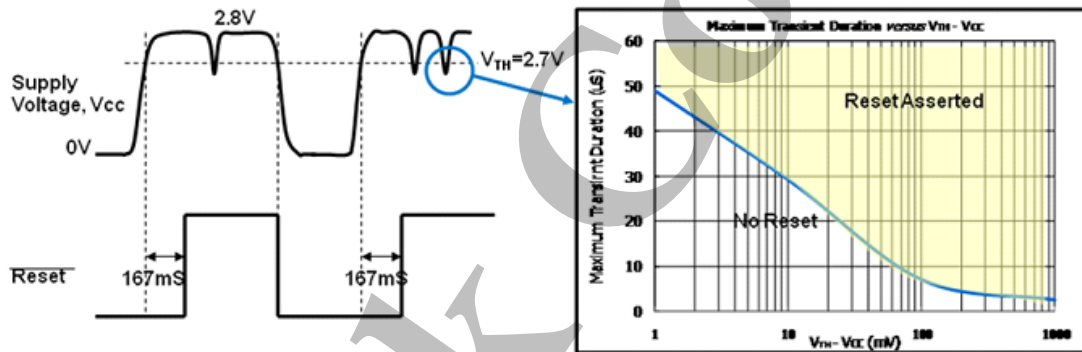 2.8V
Supply
Voltage, Vcc
VTH=2.7V
0V
Reset
167mS
167mS
Maximum Transient Duration versus VTH - VCC
Maximum Transirnt Duration (uS)
60
50
40
30
20
10
0
Reset Asserted
No Reset
1
10
100
1000
VTH - VCC (mV)